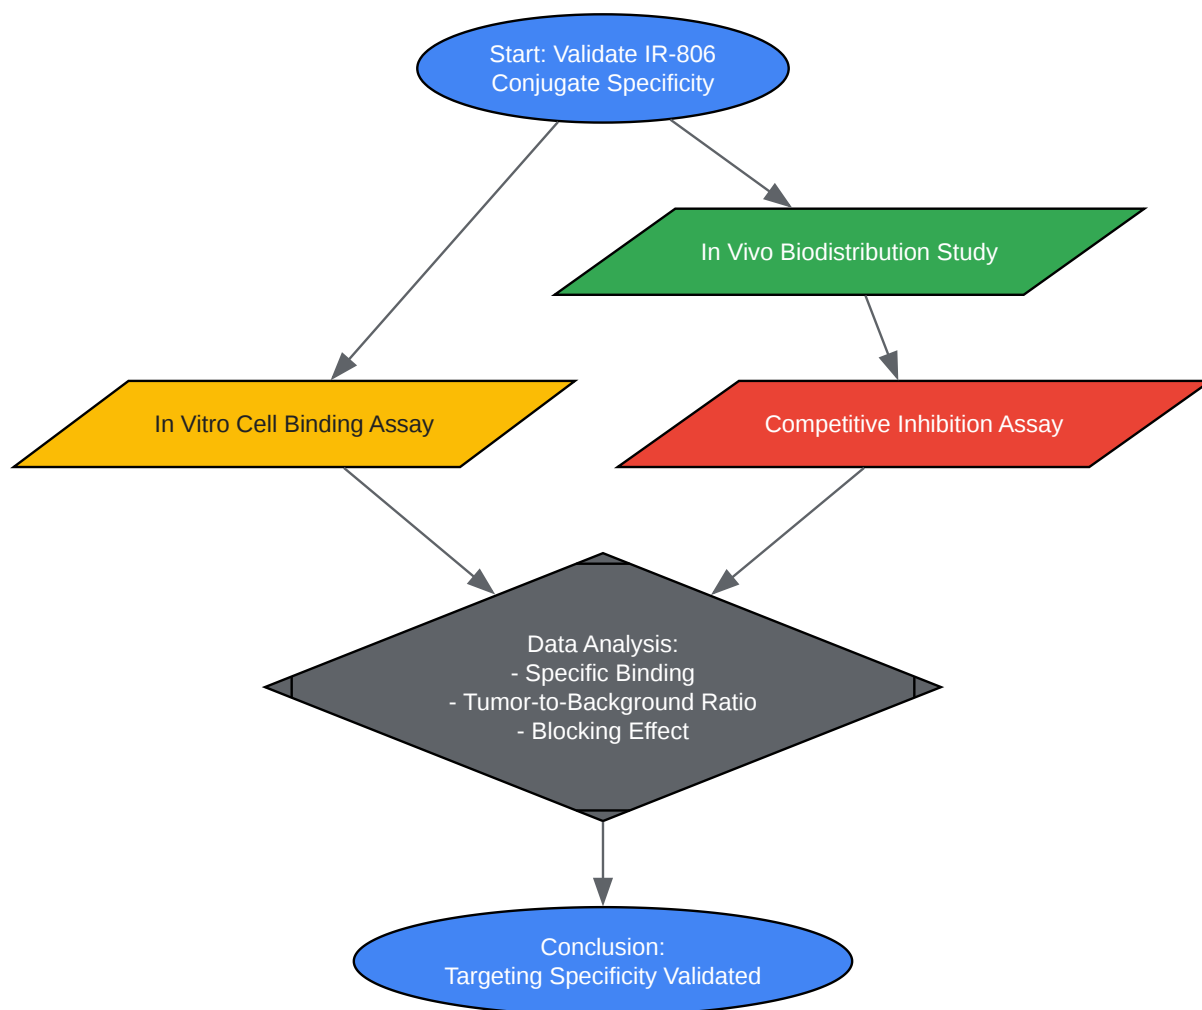 Start: Validate IR-806
Conjugate Specificity
In Vivo Biodistribution Study
In Vitro Cell Binding Assay
Competitive Inhibition Assay
Data Analysis:
- Specific Binding
- Tumor-to-Background Ratio
- Blocking Effect
Conclusion:
Targeting Specificity Validated